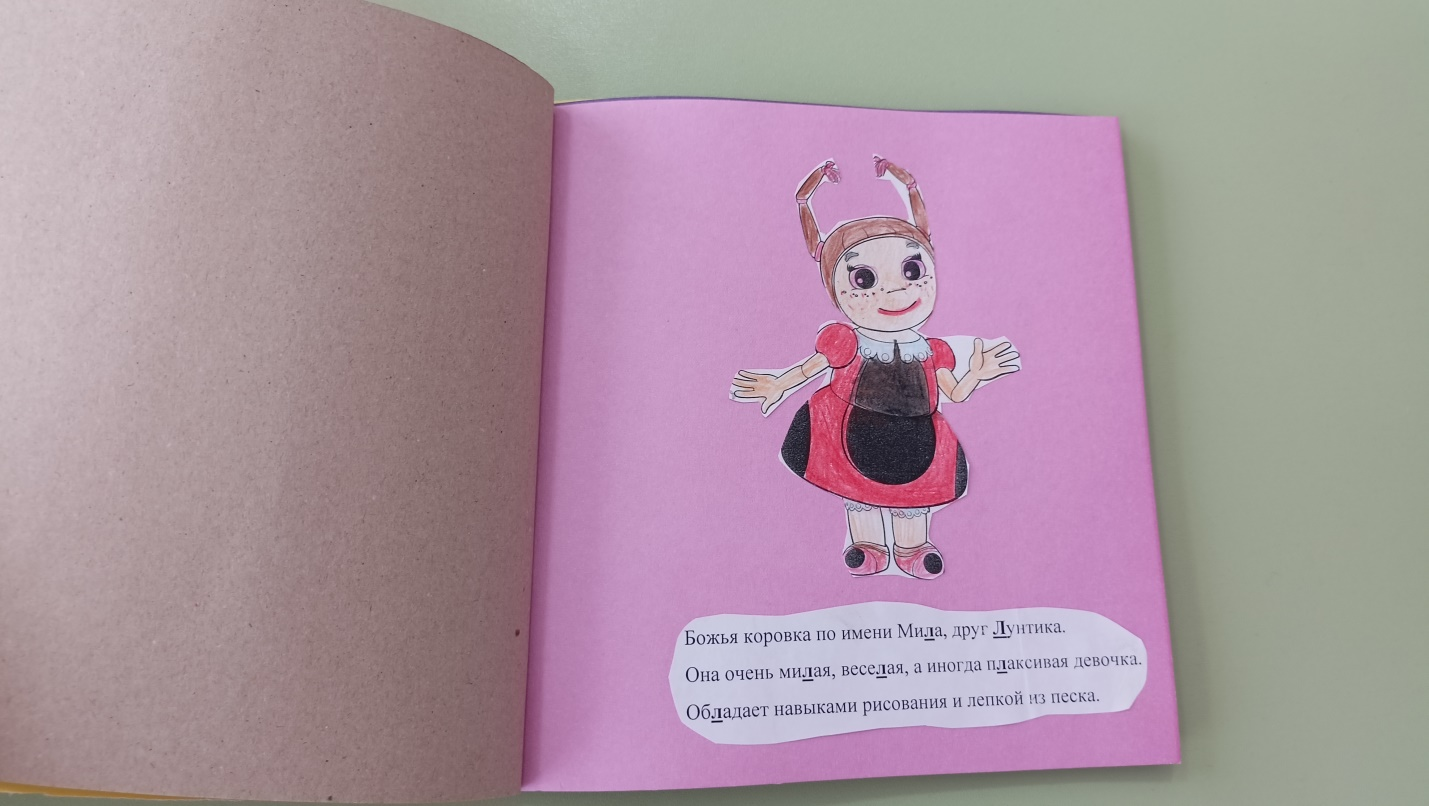 Божья коровка по имени Мила, друг Лунтика.
Она очень милая, веселая, а иногда плаксивая девочка.
Обладает навыками рисования и лепкой из песка.